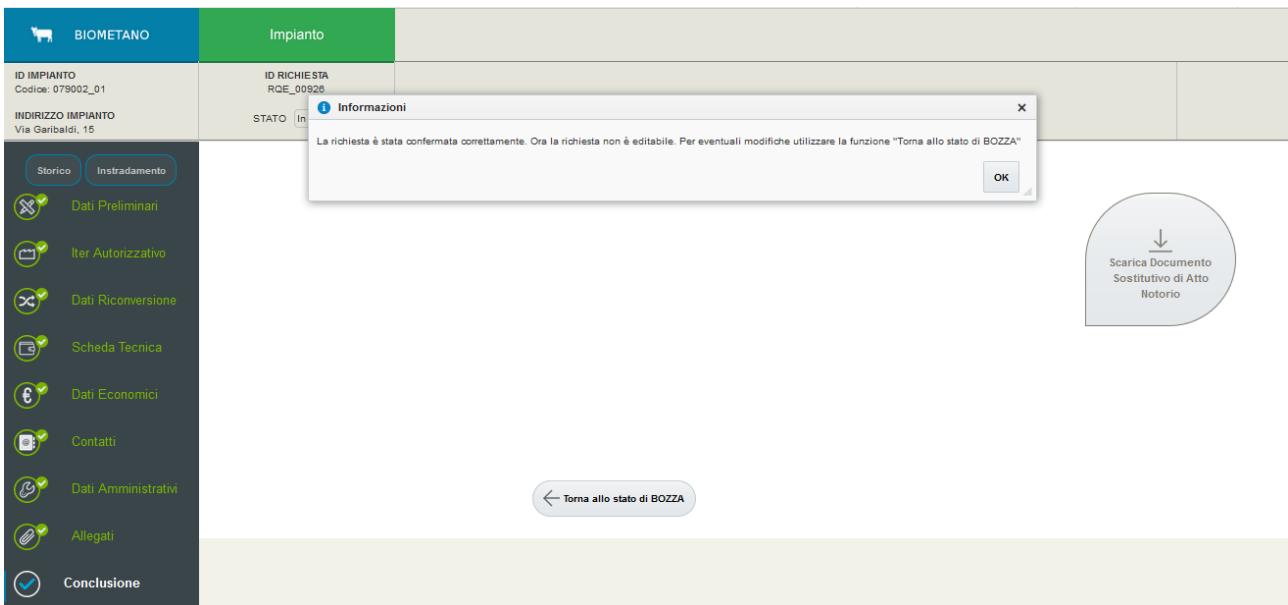 BIOMETANO
Impianto
ID IMPIANTO
Codice: 079002_01
INDIRIZZO IMPIANTO
Via Garibaldi, 15
ID RICHIESTA
RQE_00926
STATO In
Informazioni
La richiesta è stata confermata correttamente. Ora la richiesta non è editabile. Per eventuali modifiche utilizzare la funzione "Torna allo stato di BOZZA"
OK
Storico
Instradamento
Dati Preliminari
Iter Autorizzativo
Dati Riconversione
Scheda Tecnica
Dati Economici
Contatti
Dati Amministrativi
Allegati
Conclusione
Scarica Documento
Sostitutivo di Atto
Notorio
Torna allo stato di BOZZA